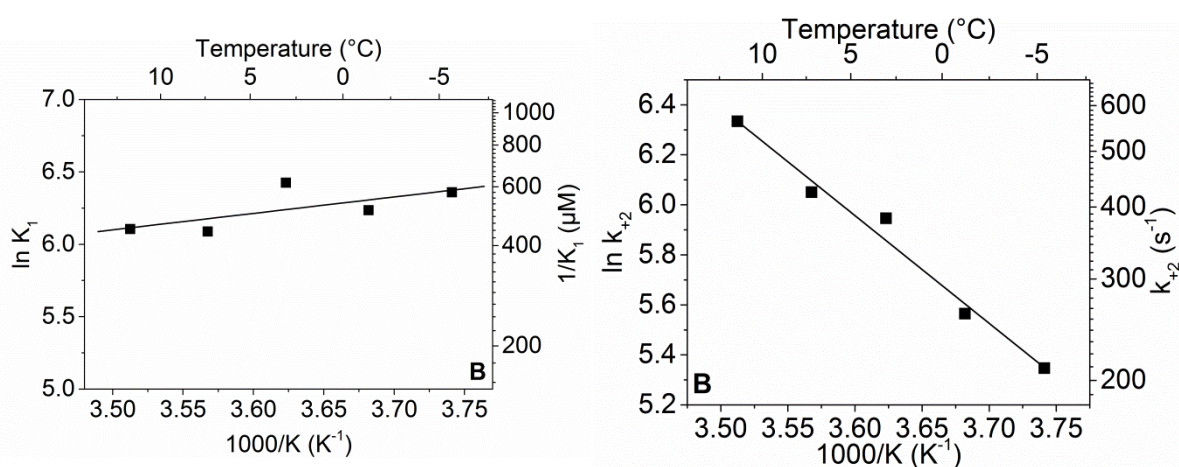 Temperature (°C)
10 5 0 -5
7.0
6.5
6.0
5.5
5.0
ln K₁
1000
800
600
400
200
1/K₁ (µM)
B
3.50 3.55 3.60 3.65 3.70 3.75
1000/K (K⁻¹)
Temperature (°C)
10 5 0 -5
6.4
6.2
6.0
5.8
5.6
5.4
5.2
ln k₊₂
600
500
400
300
200
k₊₂ (s⁻¹)
B
3.50 3.55 3.60 3.65 3.70 3.75
1000/K (K⁻¹)